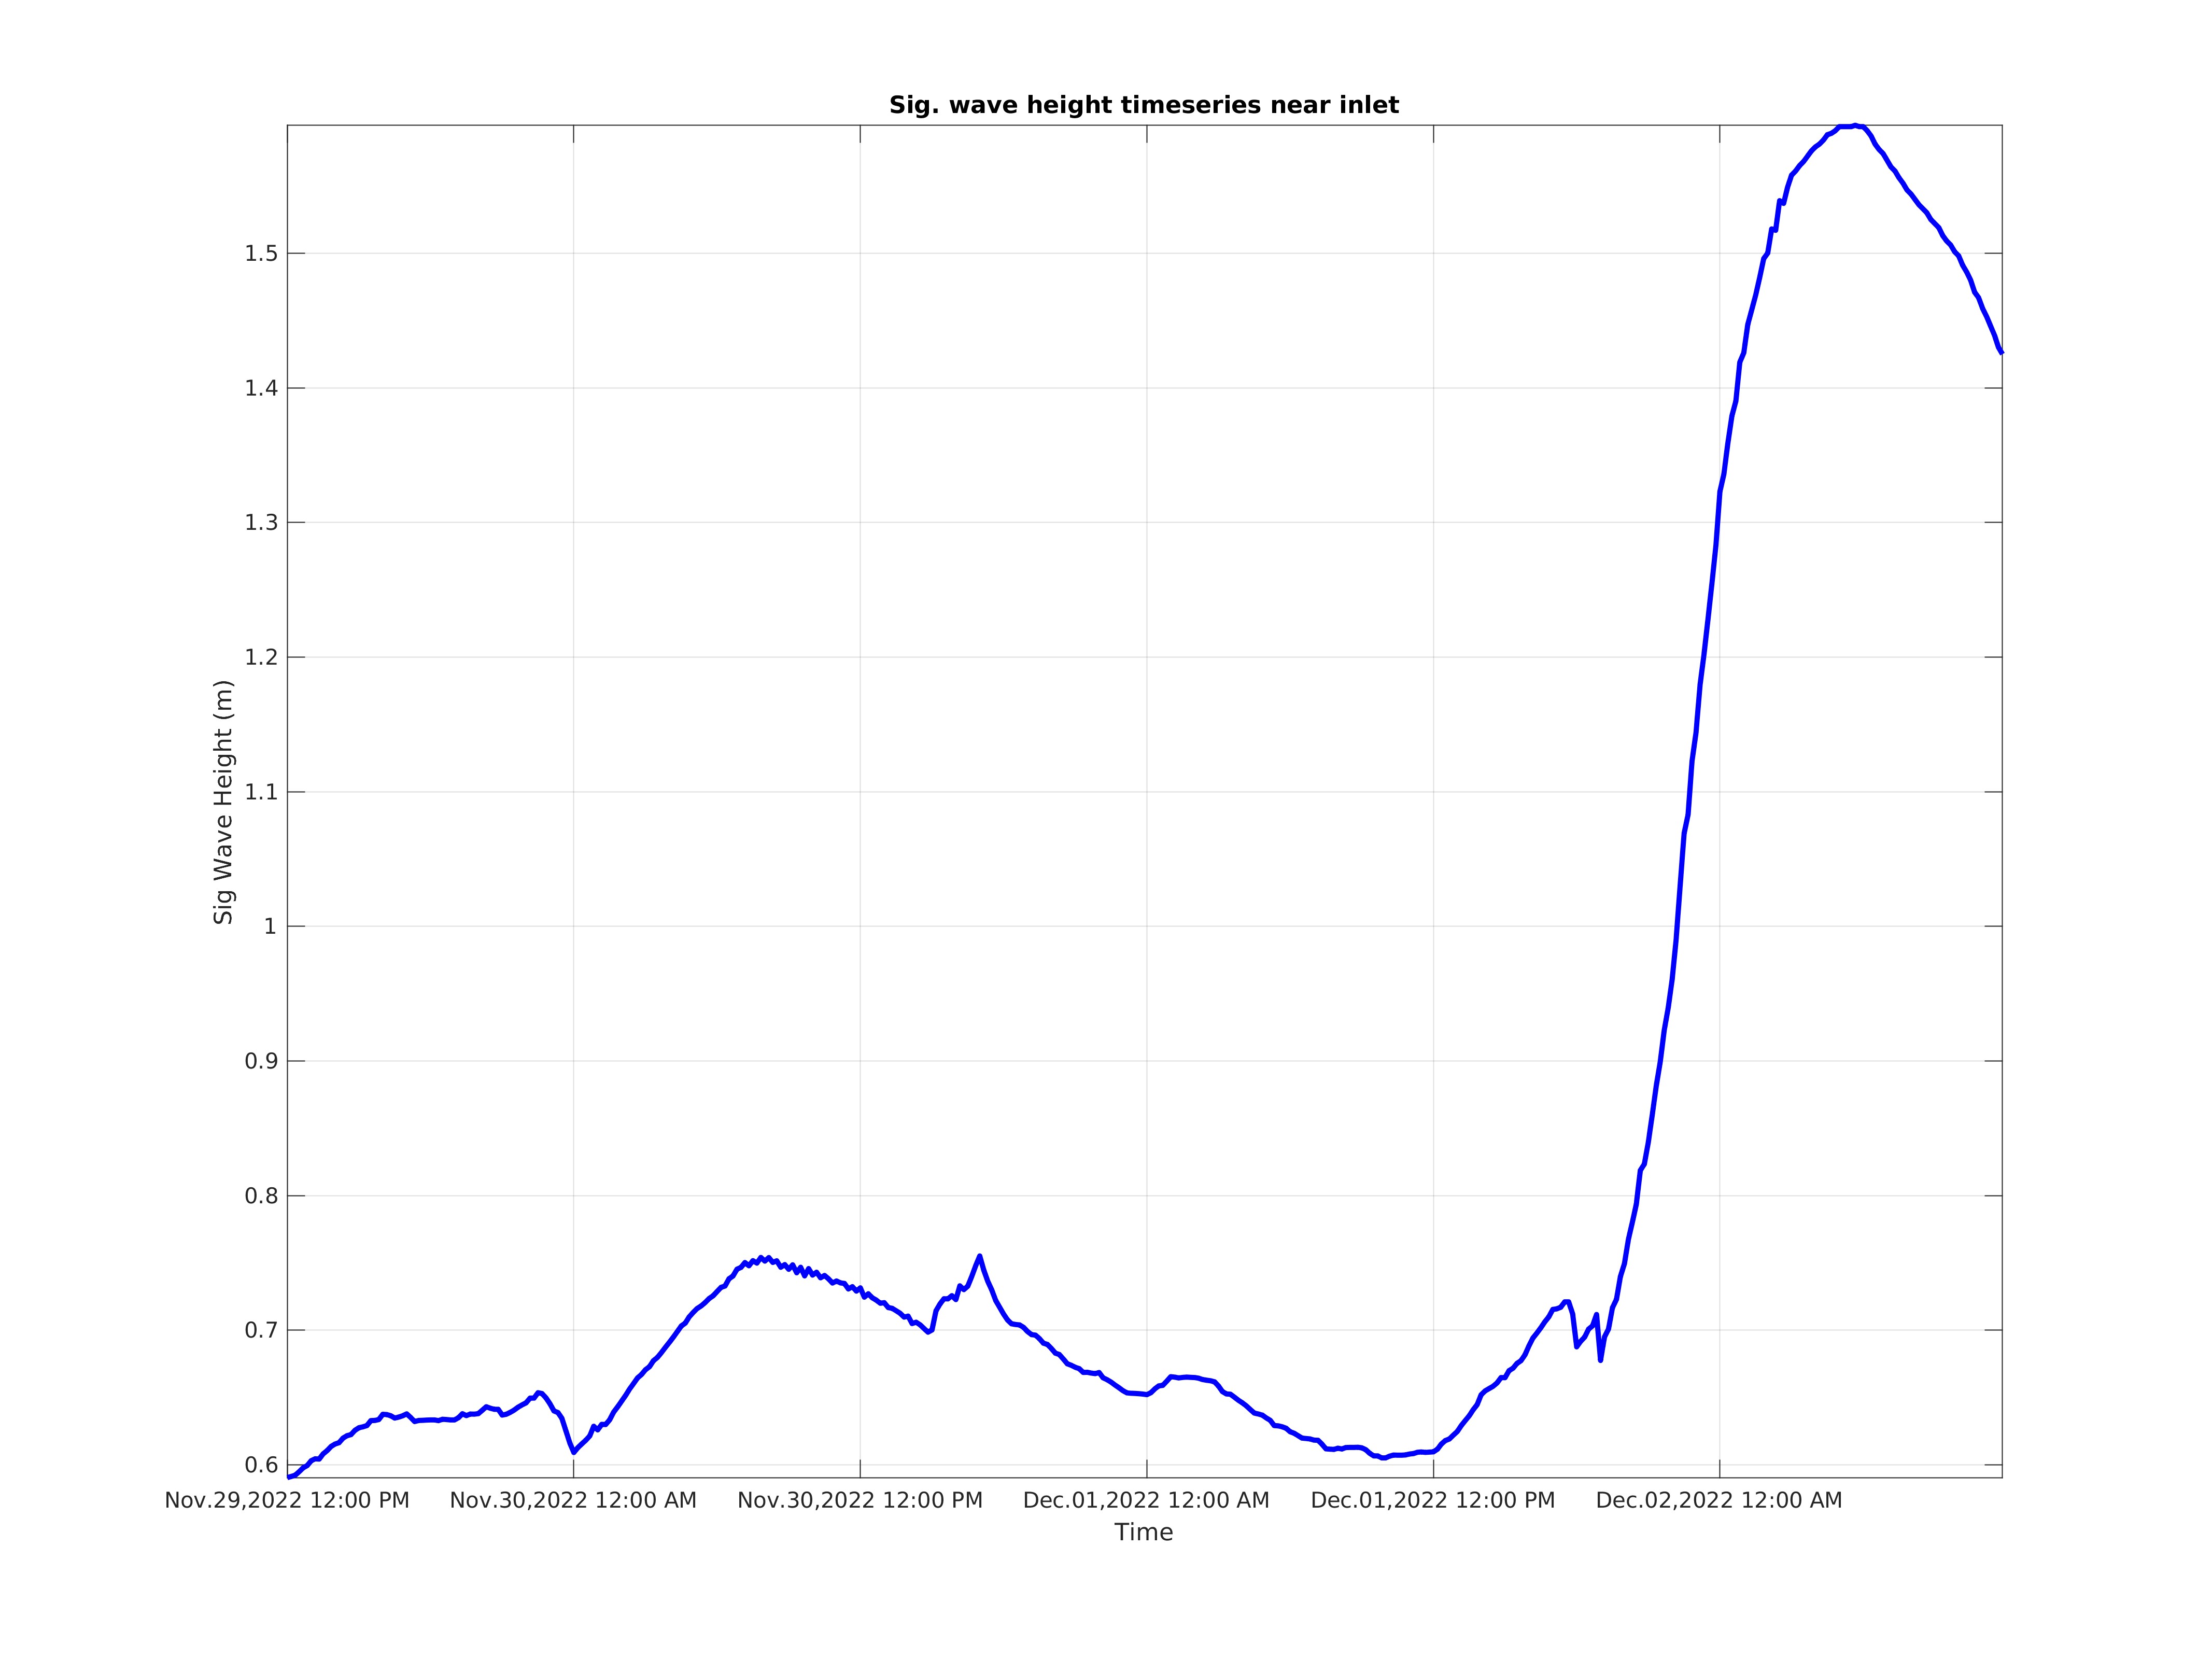 Sig. wave height timeseries near inlet
1.5
1.4
1.3
1.2
1.1
1
0.9
0.8
0.7
0.6
Sig Wave Height (m)
Nov.29,2022 12:00 PM Nov.30,2022 12:00 AM Nov.30,2022 12:00 PM Dec.01,2022 12:00 AM Dec.01,2022 12:00 PM Dec.02,2022 12:00 AM
Time